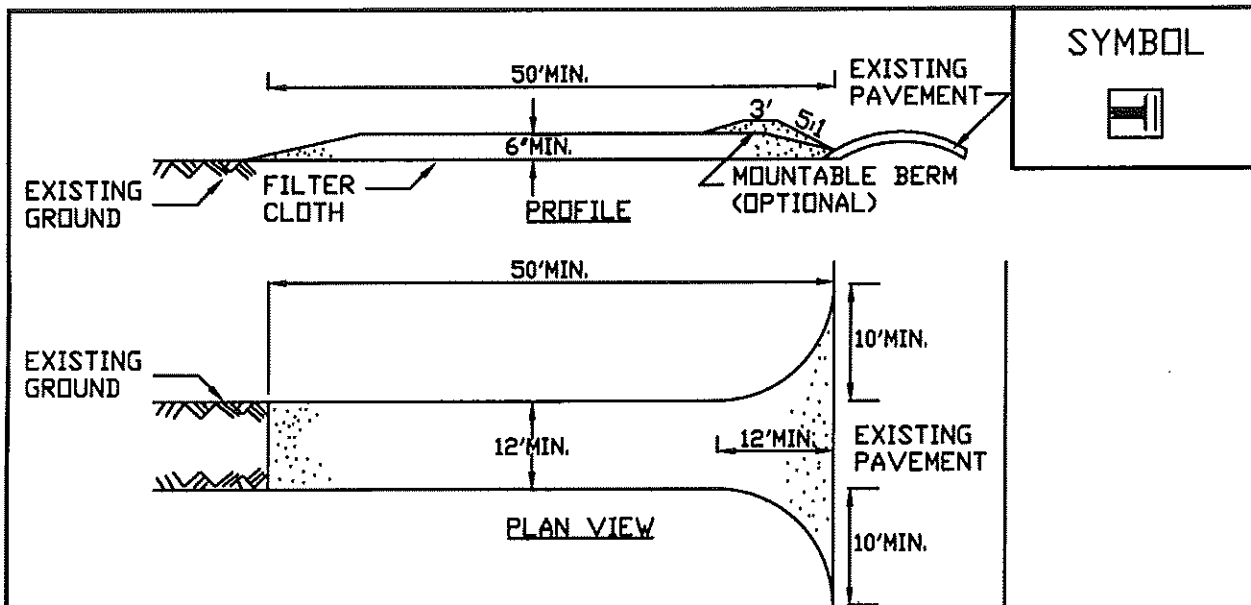 SYMBOL
50'MIN.
EXISTING
PAVEMENT
3'
5:1
6"MIN.
EXISTING
GROUND
FILTER
CLOTH
MOUNTABLE BERM
(OPTIONAL)
PROFILE
50'MIN.
10'MIN.
EXISTING
GROUND
12'MIN.
12'MIN.
EXISTING
PAVEMENT
PLAN VIEW
10'MIN.